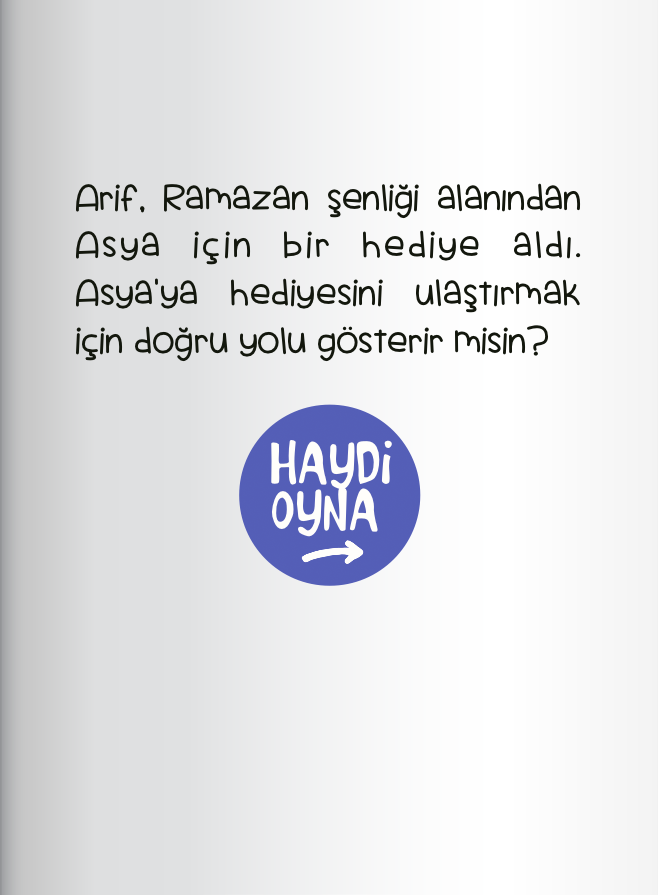 Arif, Ramazan şenliği alanından
Asya için bir hediye aldı.
Asya'ya hediyesini ulaştırmak
için doğru yolu gösterir misin?
HAYDİ
OYNA